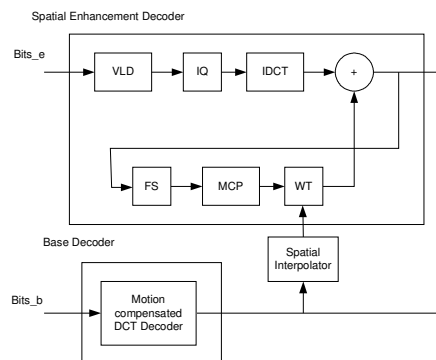 Spatial Enhancement Decoder
Bits_e
VLD
IQ
IDCT
+
FS
MCP
WT
Base Decoder
Spatial
Interpolator
Bits_b
Motion
compensated
DCT Decoder